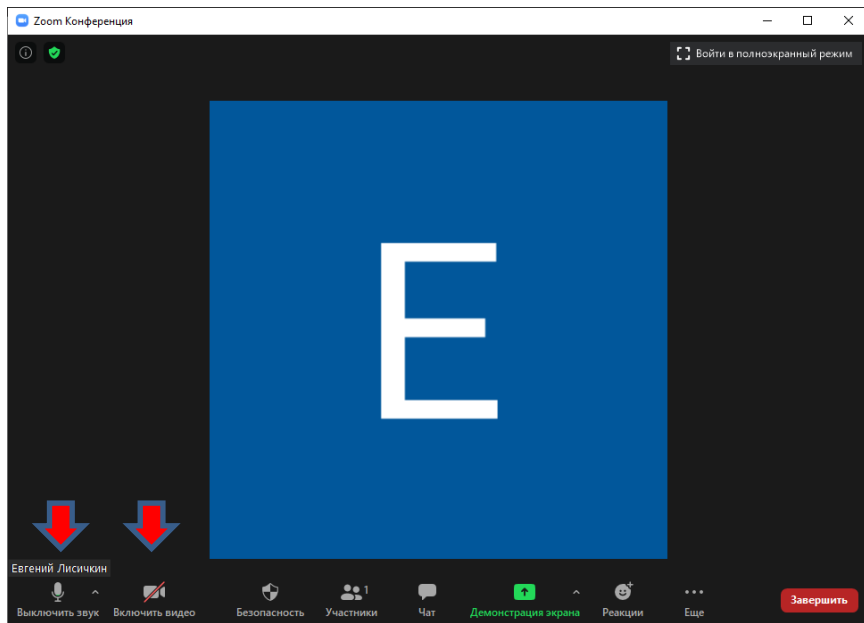 Zoom Конференция
Войти в полноэкранный режим
E
Евгений Лисичкин
1
Выключить звук
Включить видео
Безопасность
Участники
Чат
Демонстрация экрана
Реакции
Еще
Завершить